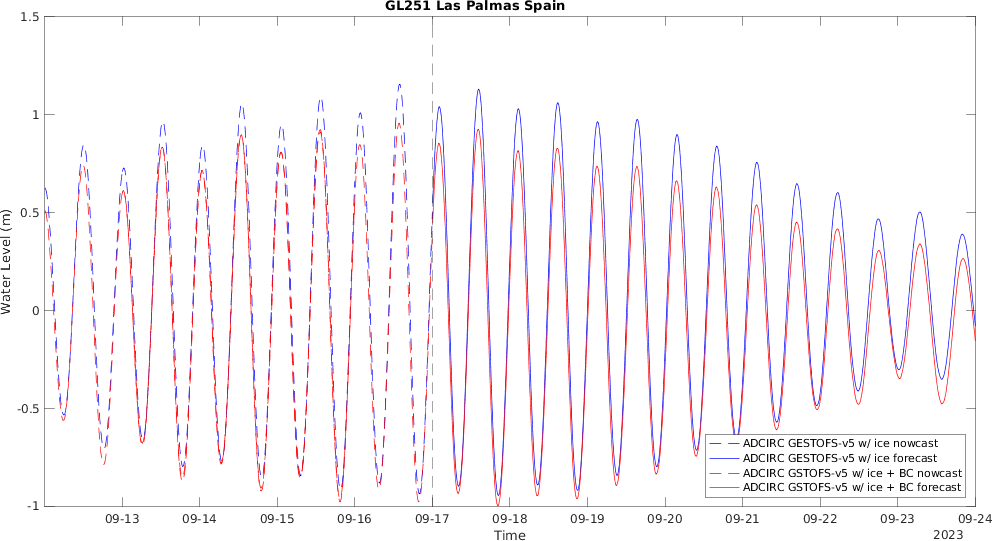 GL251 Las Palmas Spain
1.5
1
0.5
0
-0.5
-1
Water Level (m)
ADCIRC GESTOFS-v5 w/ ice nowcast
ADCIRC GESTOFS-v5 w/ ice forecast
ADCIRC GSTOFS-v5 w/ ice + BC nowcast
ADCIRC GSTOFS-v5 w/ ice + BC forecast
09-13 09-14 09-15 09-16 09-17 09-18 09-19 09-20 09-21 09-22 09-23 09-24
Time
2023